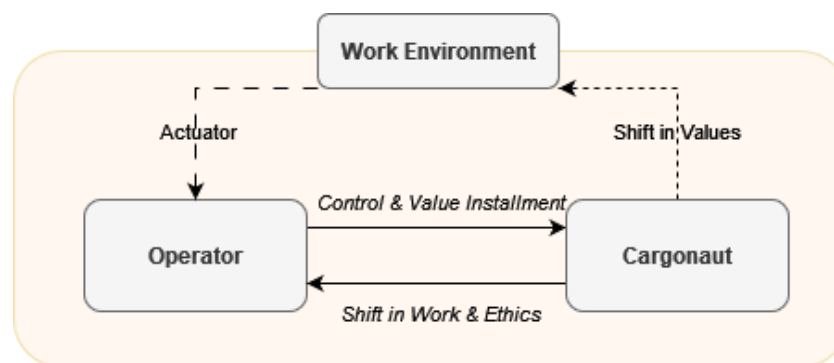 Work Environment
Actuator
Shift in Values
Control & Value Installment
Operator
Cargonaut
Shift in Work & Ethics